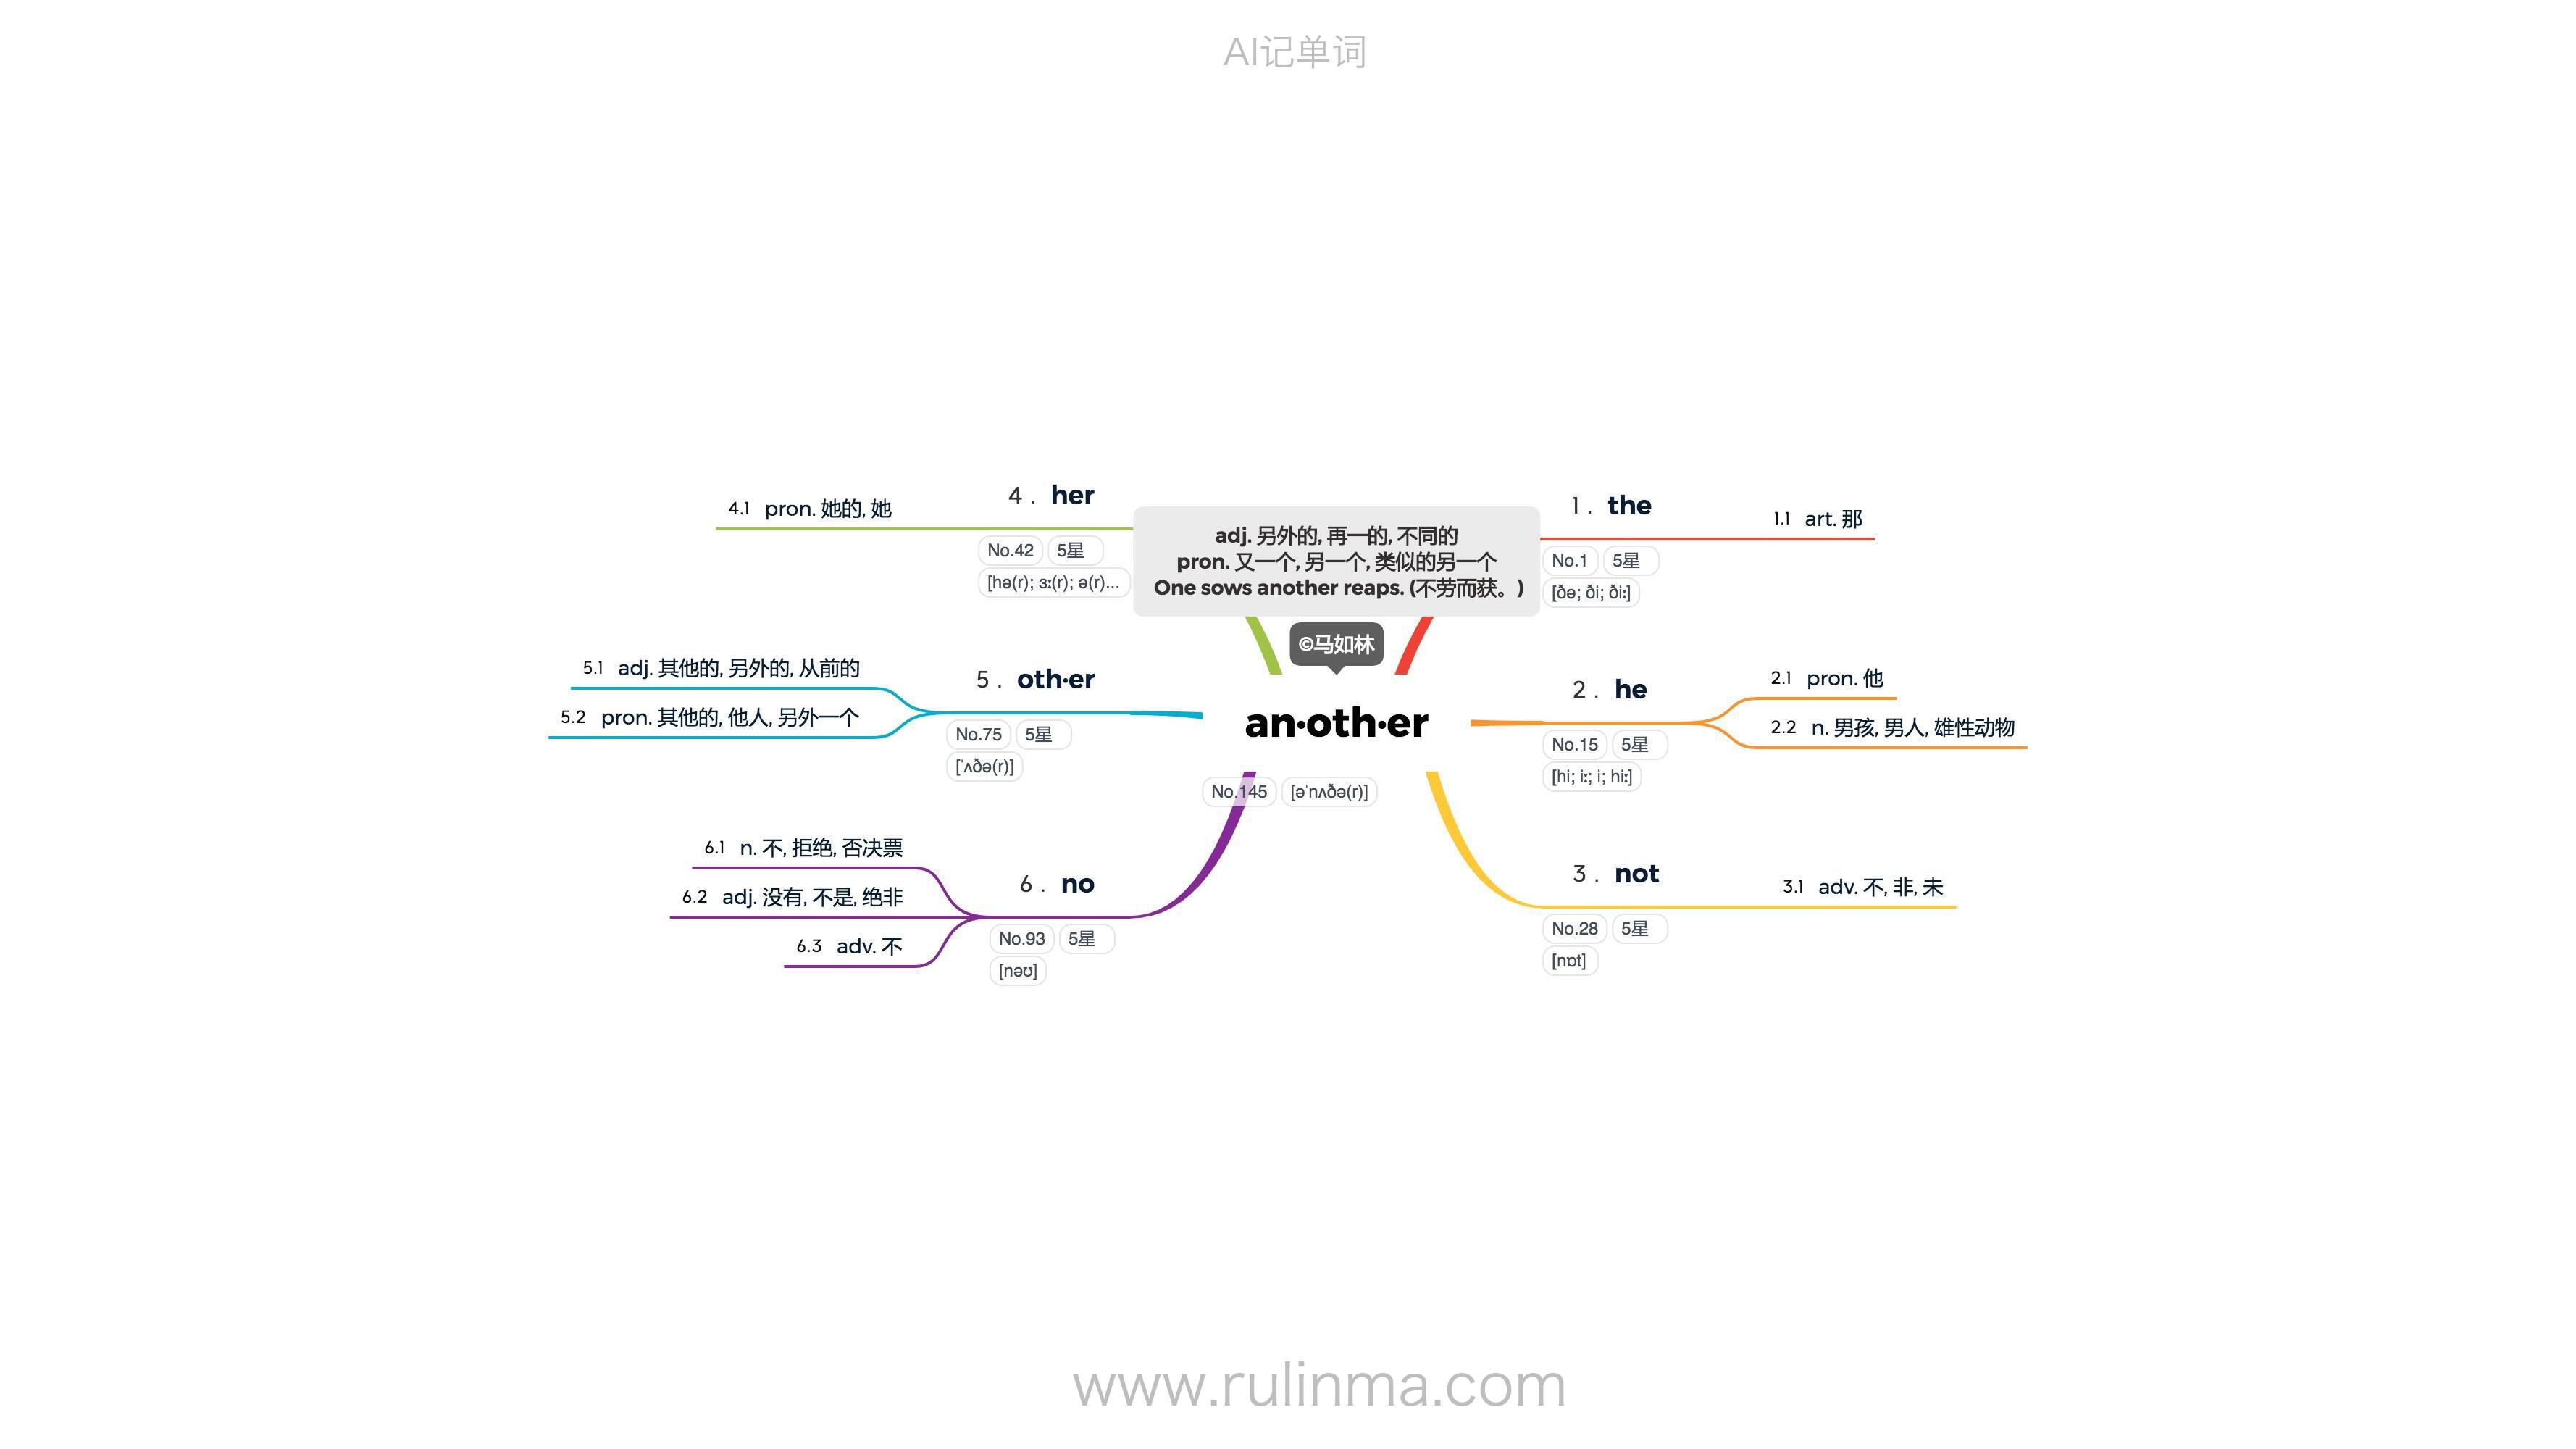 AI记单词
adj. 另外的, 再一的, 不同的
pron. 又一个, 另一个, 类似的另一个
One sows another reaps. (不劳而获。)
©马如林
an·oth·er
No.145 [əˈnʌðə(r)]
1 . the
No.1 5星
[ðə; ði; ðiː]
1.1 art. 那
2 . he
No.15 5星
[hi; iː; i; hiː]
2.1 pron. 他
2.2 n. 男孩, 男人, 雄性动物
3 . not
No.28 5星
[nɒt]
3.1 adv. 不, 非, 未
4 . her
No.42 5星
[hə(r); ɜː(r); ə(r)...
4.1 pron. 她的, 她
5 . oth·er
No.75 5星
[ˈʌðə(r)]
5.1 adj. 其他的, 另外的, 从前的
5.2 pron. 其他的, 他人, 另外一个
6 . no
No.93 5星
[nəʊ]
6.1 n. 不, 拒绝, 否决票
6.2 adj. 没有, 不是, 绝非
6.3 adv. 不
www.rulinma.com